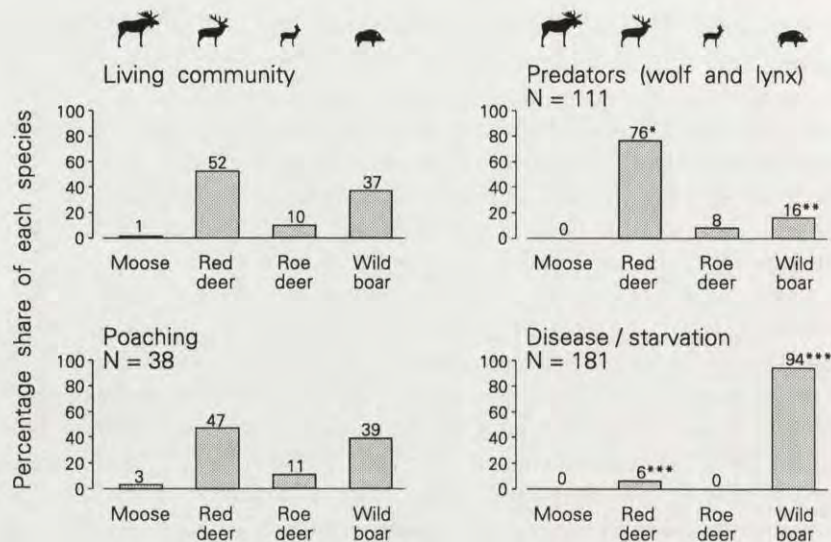 Percentage share of each species
Living community
100
80
60
40
20
0
1
52
10
37
Moose
Red deer
Roe deer
Wild boar
Predators (wolf and lynx)
N = 111
100
80
60
40
20
0
0
76*
8
16**
Moose
Red deer
Roe deer
Wild boar
Poaching
N = 38
100
80
60
40
20
0
3
47
11
39
Moose
Red deer
Roe deer
Wild boar
Disease / starvation
N = 181
100
80
60
40
20
0
0
6***
0
94***
Moose
Red deer
Roe deer
Wild boar